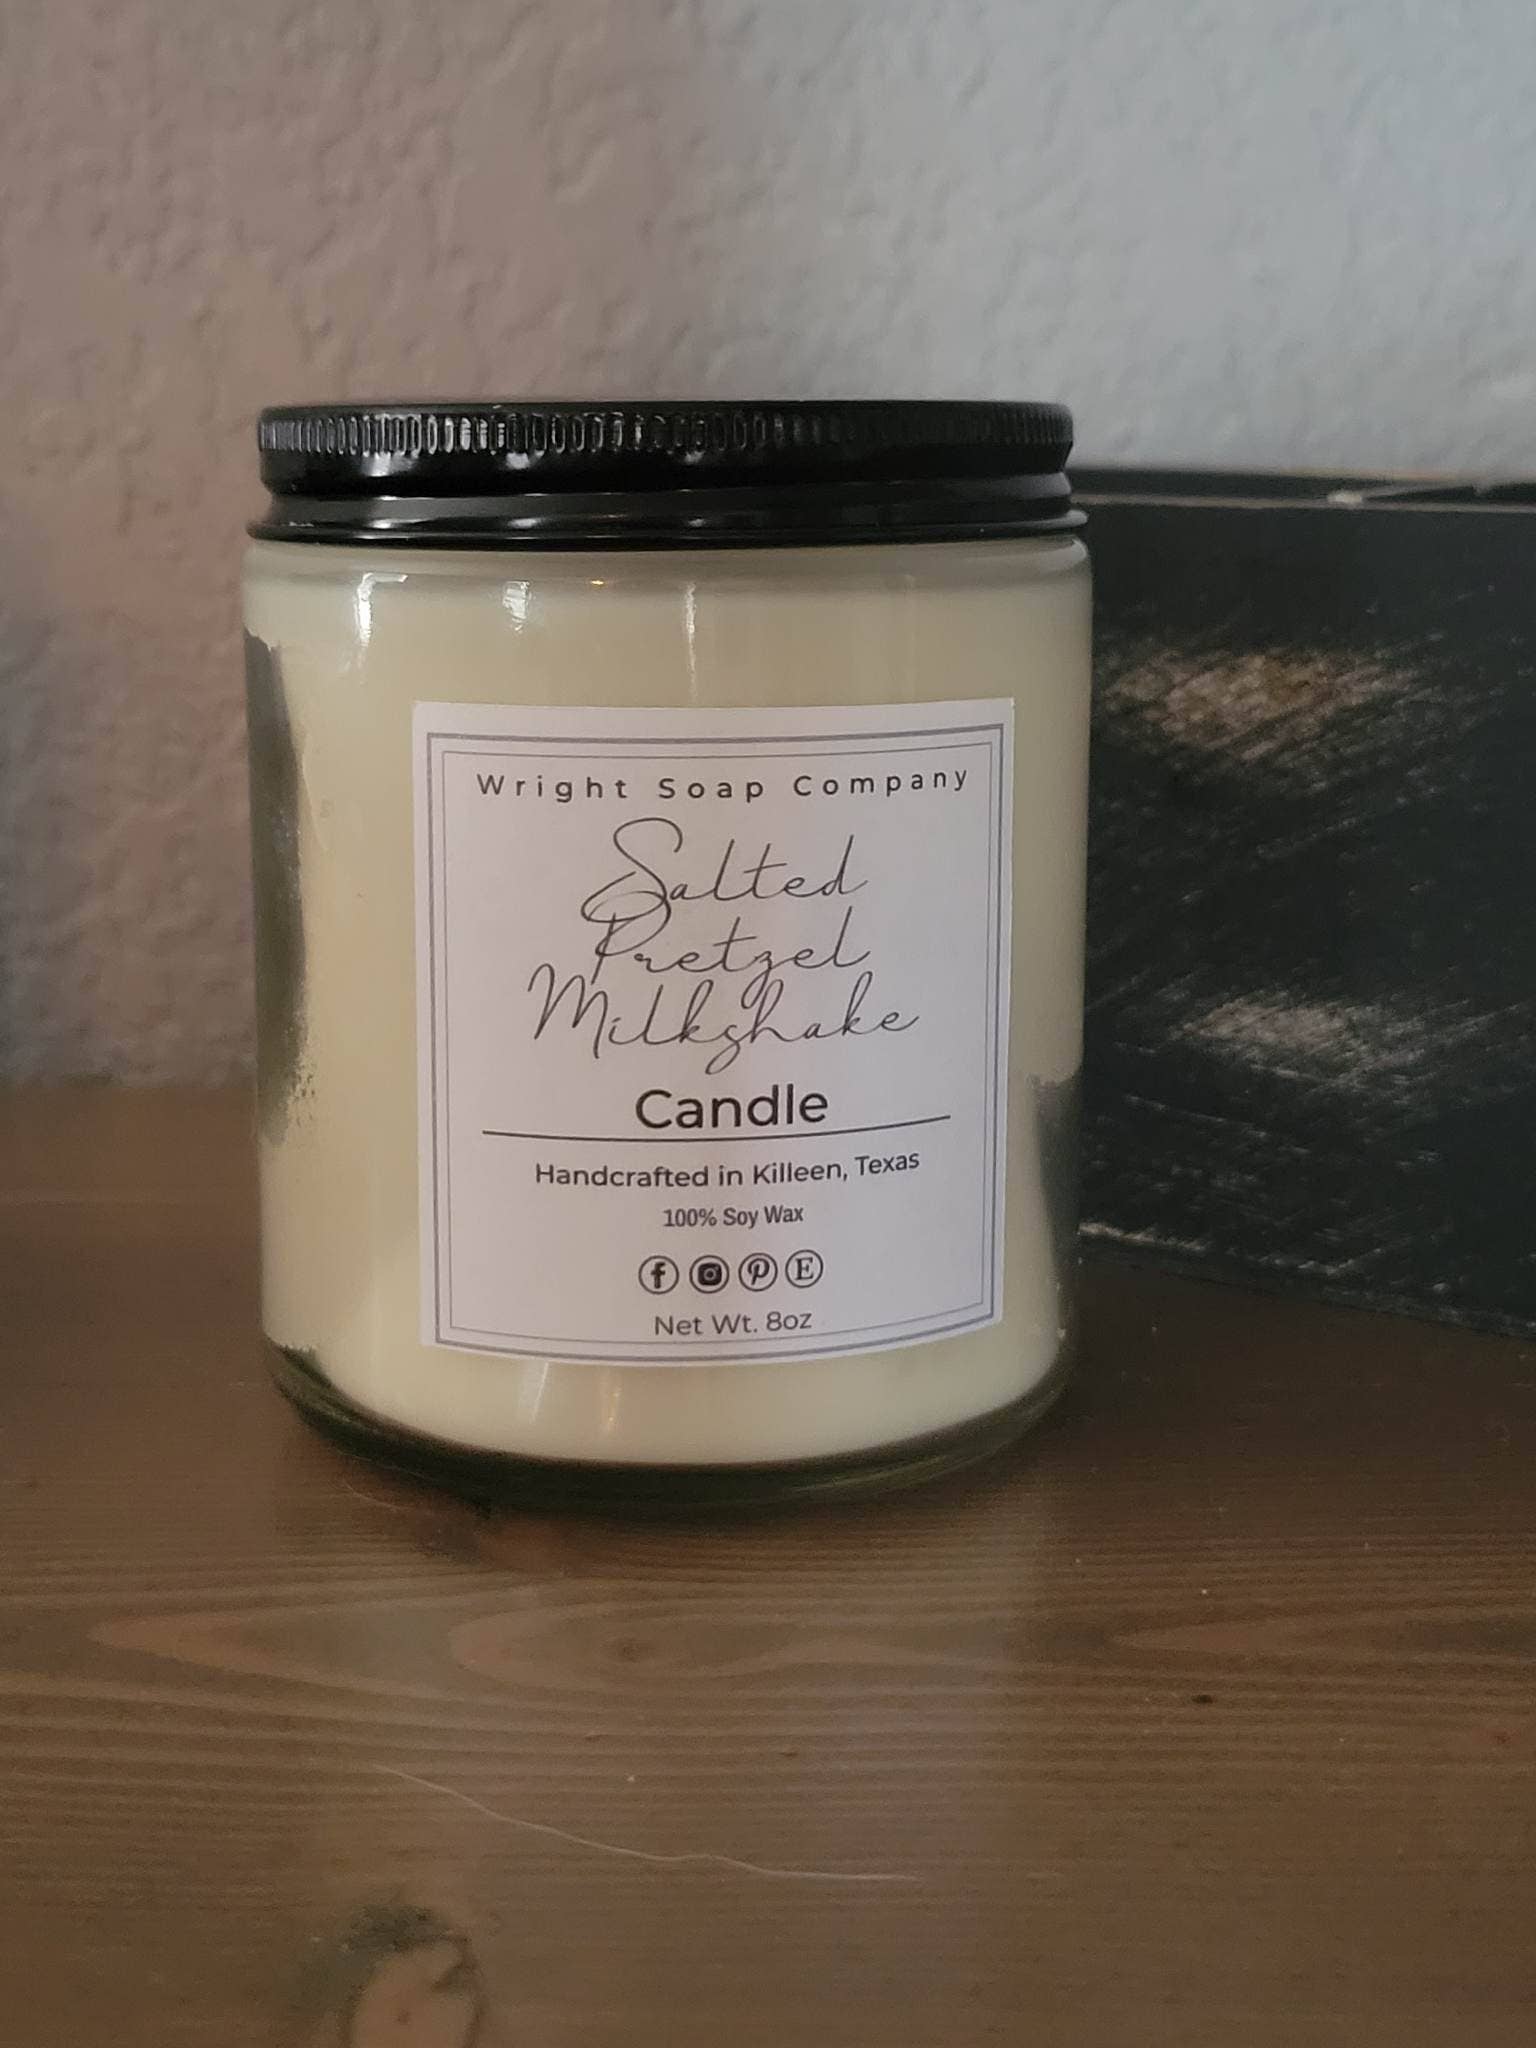 Wright Soap Company
Salted
Pretzel
Milkshake
Candle
Handcrafted in Killeen, Texas
100% Soy Wax
f P E
Net Wt. 8oz